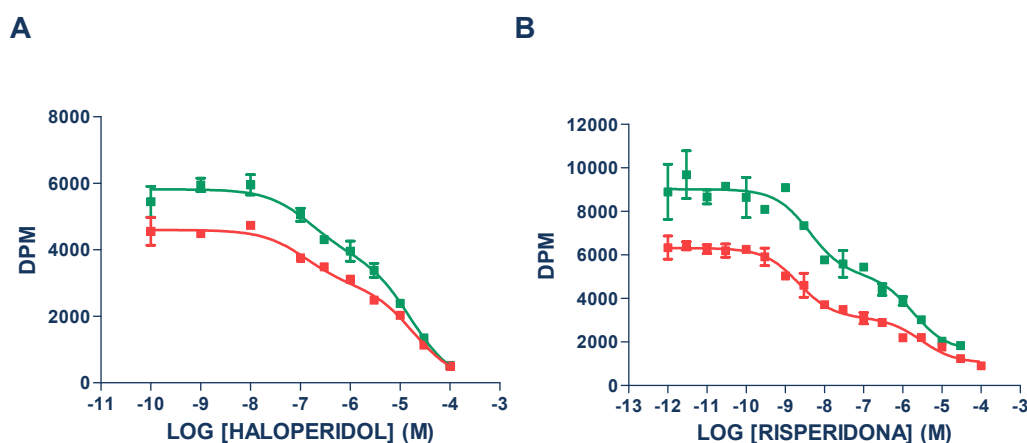 A
B
8000
6000
4000
2000
0
DPM
-11 -10 -9 -8 -7 -6 -5 -4 -3
LOG [HALOPERIDOL] (M)
12000
10000
8000
6000
4000
2000
0
DPM
-13 -12 -11 -10 -9 -8 -7 -6 -5 -4 -3
LOG [RISPERIDONA] (M)